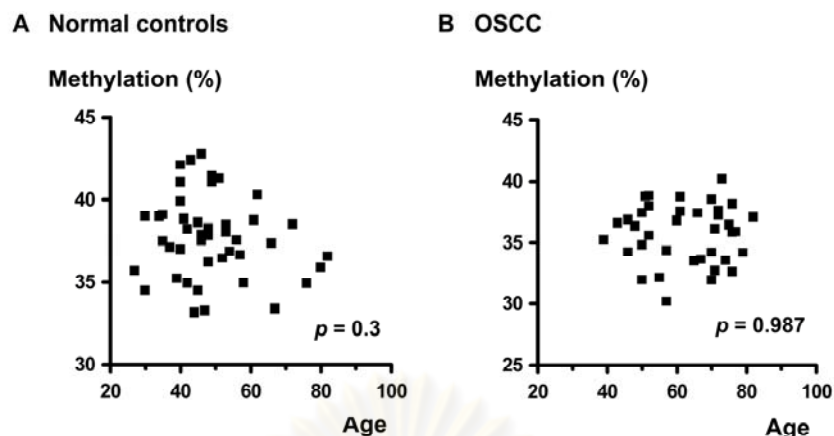 A Normal controls
Methylation (%)
45
40
35
30
20 40 60 80 100
Age
p = 0.3
B OSCC
Methylation (%)
45
40
35
30
25
20 40 60 80 100
Age
p = 0.987